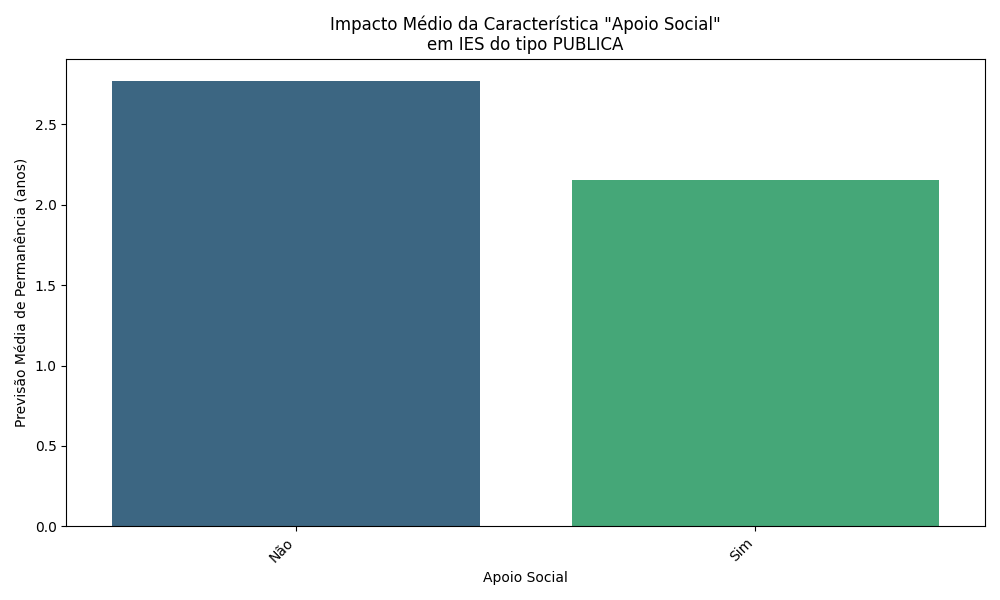 Impacto Médio da Característica "Apoio Social"
em IES do tipo PUBLICA
Previsão Média de Permanência (anos)
2.5
2.0
1.5
1.0
0.5
0.0
Não
Sim
Apoio Social